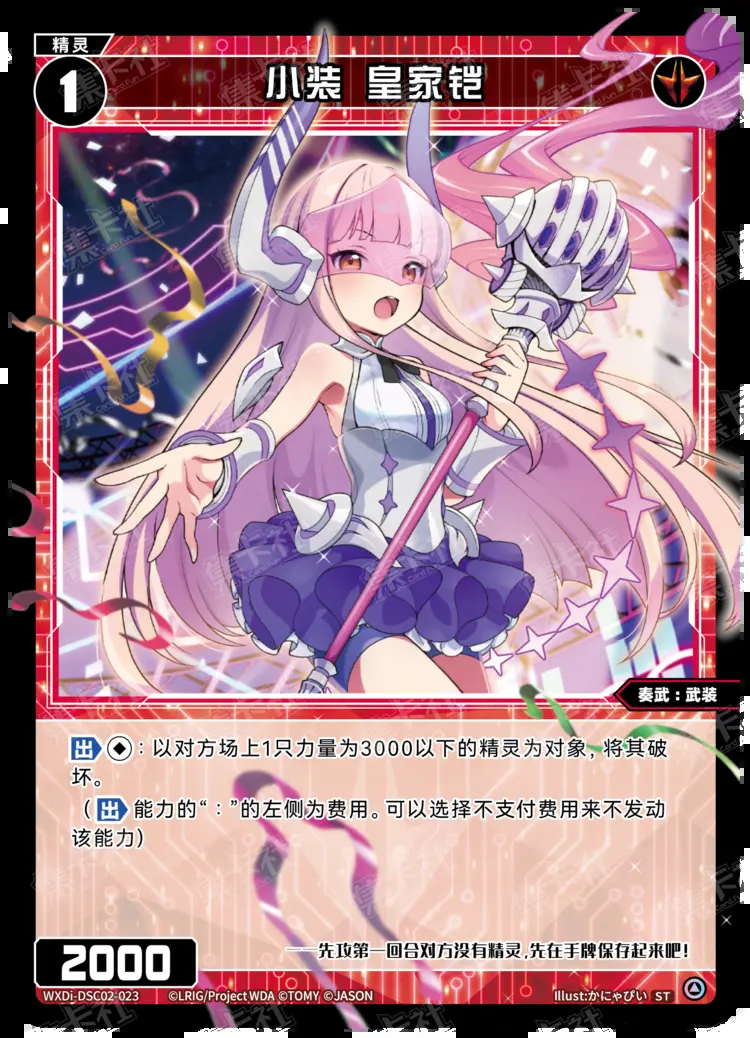 精灵
1
小装 皇家铠
奏武：武装
出：以对方场上1只力量为3000以下的精灵为对象，将其破
坏。
（出能力的“：”的左侧为费用。可以选择不支付费用来不发动
该能力）
2000
——先攻第一回合对方没有精灵，先在手牌保存起来吧！
WXDi-DSC02-023 ©LRIG/Project WDA ©TOMY ©JASON Illust:かにゃぴい ST
集卡社